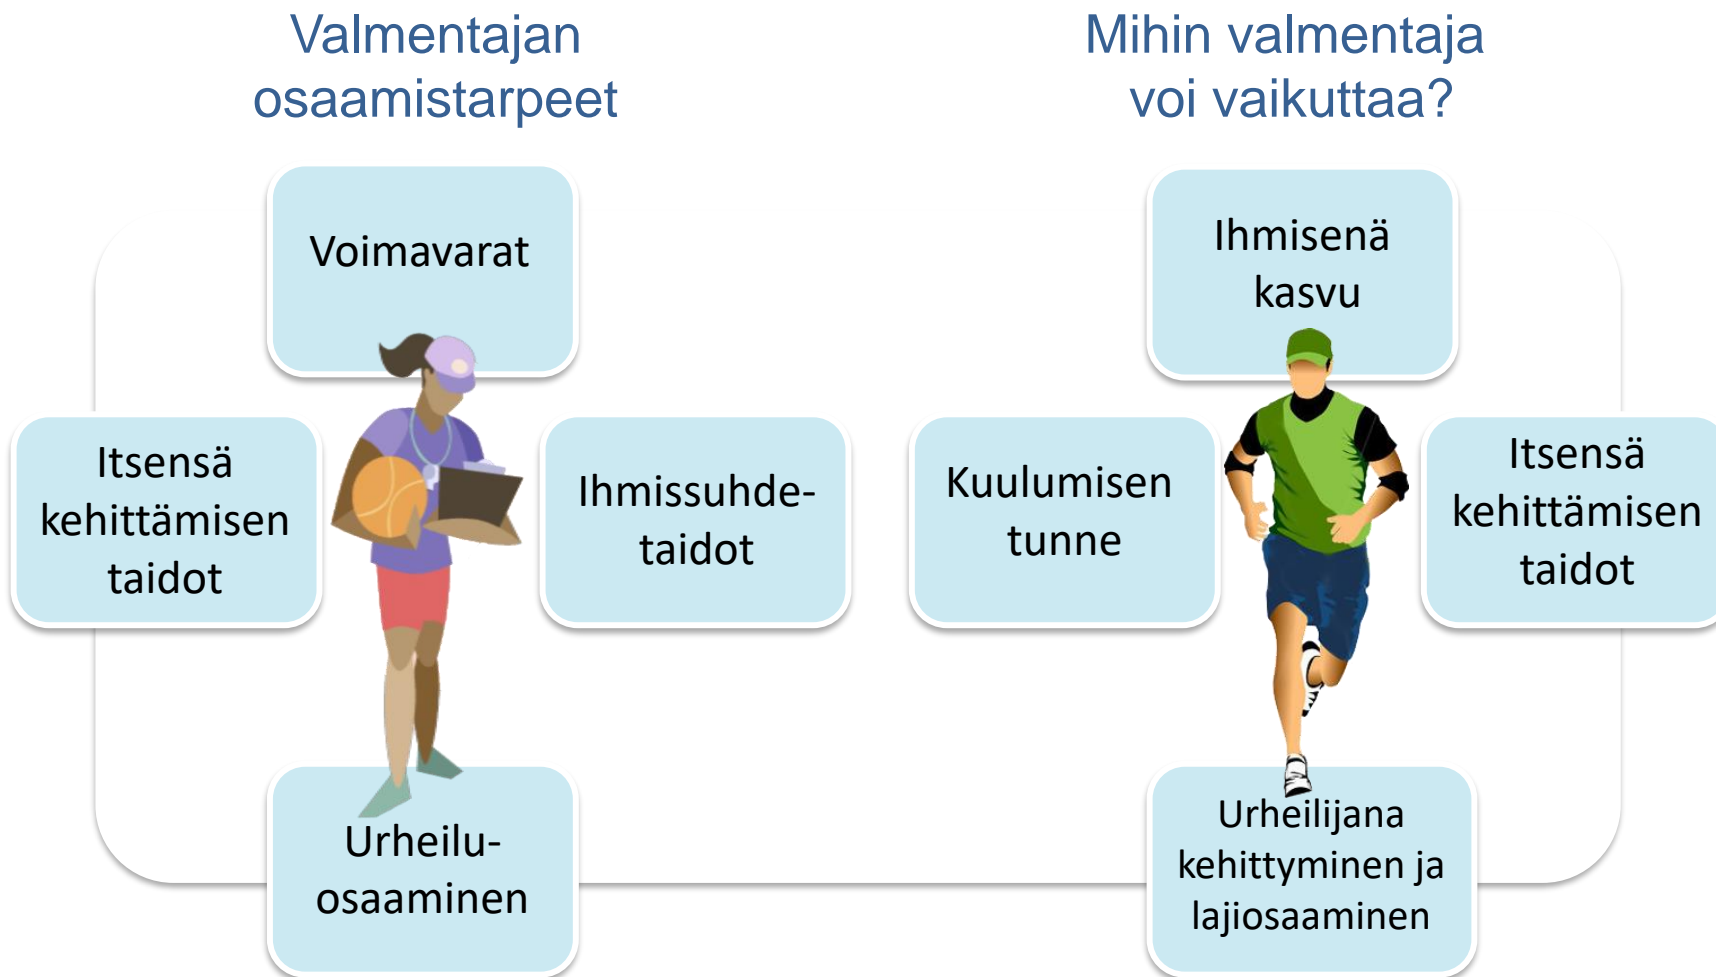 Valmentajan
osaamistarpeet
Voimavarat
Itsensä
kehittämisen
taidot
Ihmissuhde-
taidot
Urheilu-
osaaminen
Mihin valmentaja
voi vaikuttaa?
Ihmisenä
kasvu
Kuulumisen
tunne
Itsensä
kehittämisen
taidot
Urheilijana
kehittyminen ja
lajiosaaminen